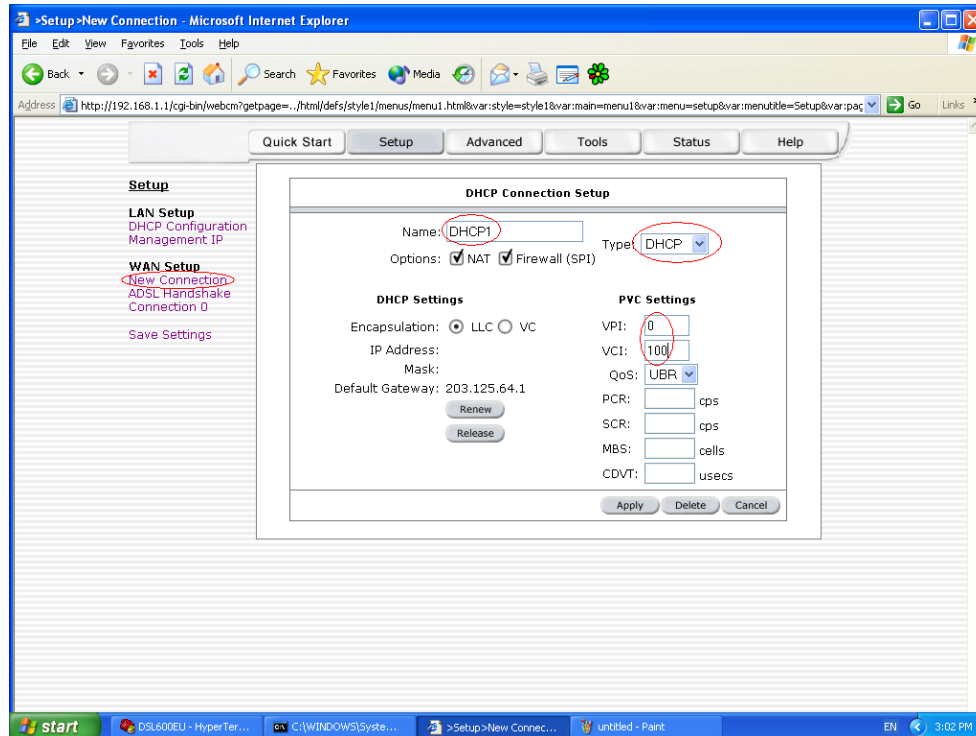 >Setup>New Connection - Microsoft Internet Explorer
File Edit View Favorites Tools Help
Back Search Favorites Media
Address http://192.168.1.1/cgi-bin/webcm?getpage=../html/defs/style1/menus/menu1.html&var:style=style1&var:main=menu1&var:menu=setup&var:menutitle=Setup&var:pag Go Links
Quick Start Setup Advanced Tools Status Help
Setup
LAN Setup
DHCP Configuration
Management IP
WAN Setup
New Connection
ADSL Handshake
Connection 0
Save Settings
DHCP Connection Setup
Name: DHCP1
Type: DHCP
Options: NAT Firewall (SPI)
DHCP Settings
Encapsulation: LLC VC
IP Address:
Mask:
Default Gateway: 203.125.64.1
Renew
Release
PVC Settings
VPI: 0
VCI: 100
QoS: UBR
PCR: cps
SCR: cps
MBS: cells
CDVT: usecs
Apply Delete Cancel
start DSL600EU - HyperTer... C:\WINDOWS\Syste... >Setup>New Connec... untitled - Paint EN 3:02 PM